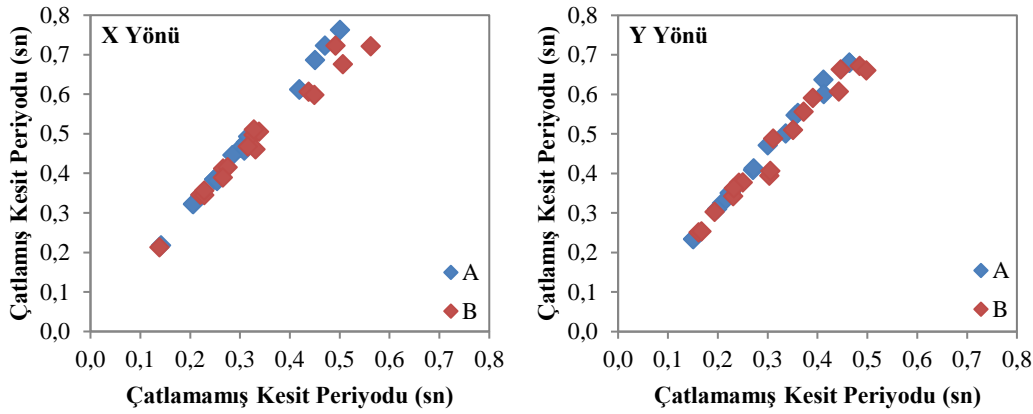 X Yönü
Çatlamış Kesit Periyodu (sn)
0,8
0,7
0,6
0,5
0,4
0,3
0,2
0,1
0,0
A
B
0,0 0,1 0,2 0,3 0,4 0,5 0,6 0,7 0,8
Çatlamamış Kesit Periyodu (sn)
Y Yönü
Çatlamış Kesit Periyodu (sn)
0,8
0,7
0,6
0,5
0,4
0,3
0,2
0,1
0,0
A
B
0,0 0,1 0,2 0,3 0,4 0,5 0,6 0,7 0,8
Çatlamamış Kesit Periyodu (sn)